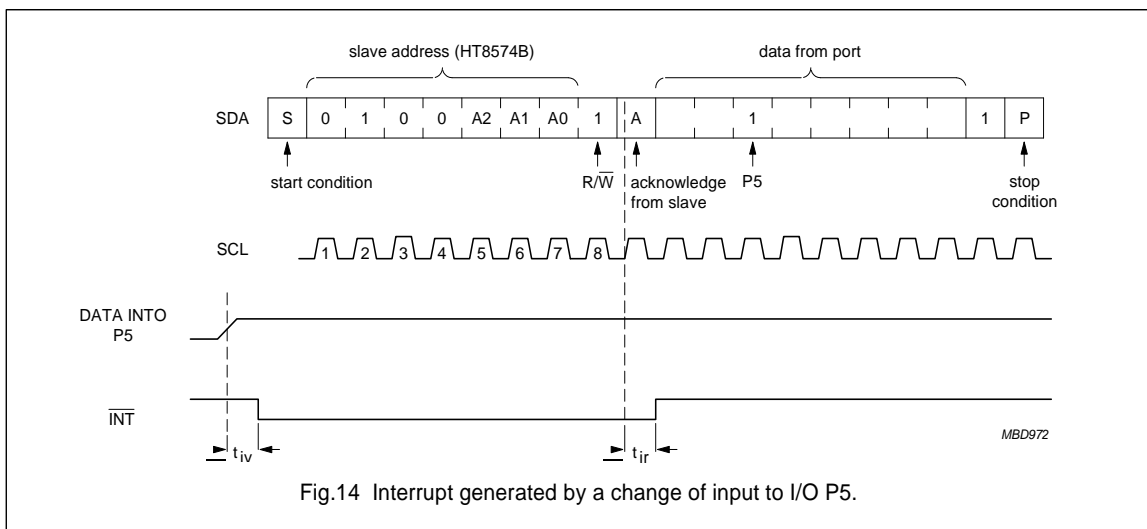 slave address (HT8574B) data from port
SDA S 0 1 0 0 A2 A1 A0 1 A 1 1 P
start condition R/W acknowledge from slave P5 stop condition
SCL 1 2 3 4 5 6 7 8
DATA INTO P5
INT
MBD972
t iv t ir
Fig.14 Interrupt generated by a change of input to I/O P5.